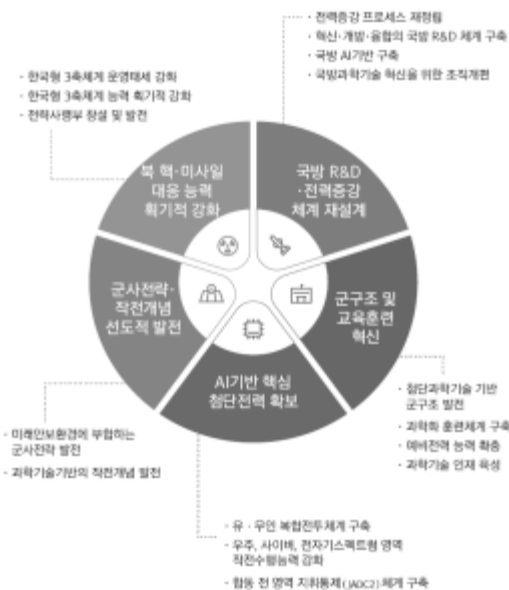 · 전력증강 프로세스 재정립
· 혁신·개방·융합의 국방 R&D 체계 구축
· 국방 AI기반 구축
· 국방과학기술 혁신을 위한 조직개편
· 한국형 3축체계 운영태세 강화
· 한국형 3축체계 능력 획기적 강화
· 전략사령부 창설 및 발전
북 핵·미사일
대응 능력
획기적 강화
국방 R&D
·전력증강
체계 재설계
군사전략·
작전개념
선도적 발전
군구조 및
교육훈련
혁신
AI기반 핵심
첨단전력 확보
· 첨단과학기술 기반
군구조 발전
· 과학화 훈련체계 구축
· 예비전력 능력 확충
· 과학기술 인재 육성
· 미래안보환경에 부합하는
군사전략 발전
· 과학기술기반의 작전개념 발전
· 유·무인 복합전투체계 구축
· 우주, 사이버, 전자기스펙트럼 영역
작전수행능력 강화
· 합동 전 영역 지휘통제(JADC2) 체계 구축